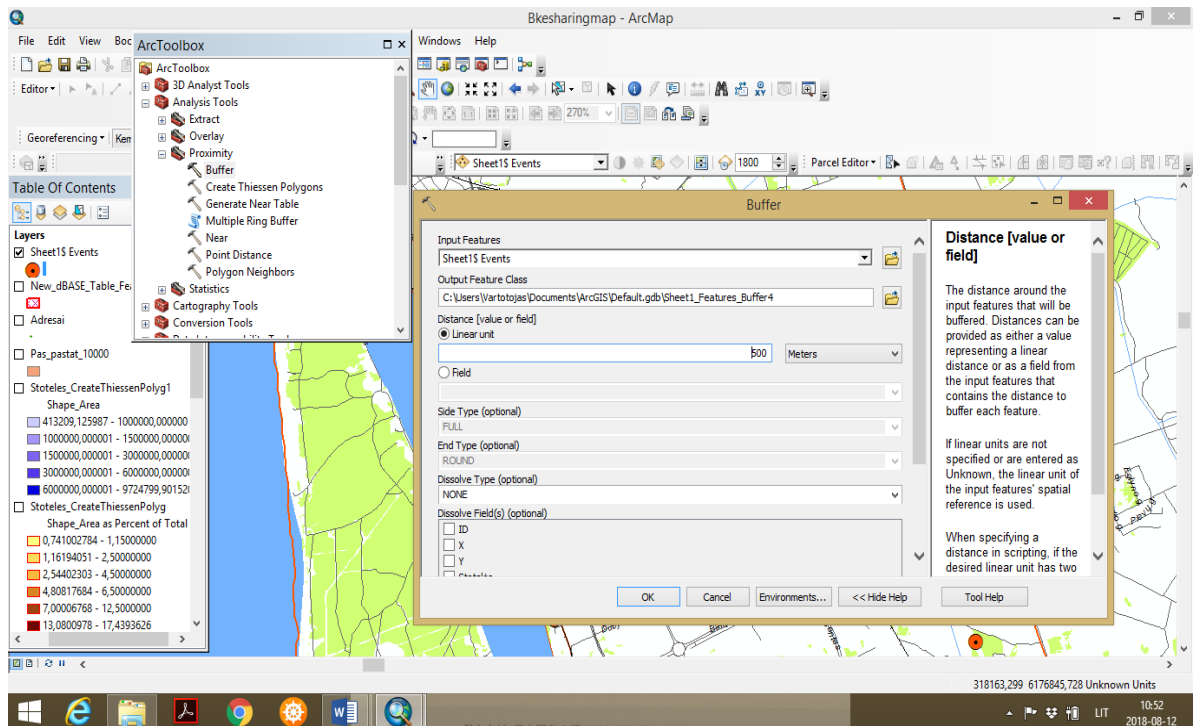 Bkesharingmap - ArcMap
File Edit View Boc
Windows Help
ArcToolbox
ArcToolbox
3D Analyst Tools
Analysis Tools
Extract
Overlay
Proximity
Buffer
Create Thiessen Polygons
Generate Near Table
Multiple Ring Buffer
Near
Point Distance
Polygon Neighbors
Statistics
Cartography Tools
Conversion Tools
Editor
270%
Georeferencing
Sheet1$ Events
1800
Parcel Editor
Table Of Contents
Layers
Sheet1$ Events
New_dBASE_Table_Fe
Adresai
Pas_pastat_10000
Stoteles_CreateThiessenPolyg1
Shape_Area
413209,125987 - 1000000,000000
1000000,000001 - 1500000,00000
1500000,000001 - 3000000,00000
3000000,000001 - 6000000,00000
6000000,000001 - 9724799,90152
Stoteles_CreateThiessenPolyg
Shape_Area as Percent of Total
0,741002784 - 1,15000000
1,16194051 - 2,50000000
2,54402303 - 4,50000000
4,80817684 - 6,50000000
7,00006768 - 12,5000000
13,0800978 - 17,4393626
Buffer
Input Features
Sheet1$ Events
Output Feature Class
C:\Users\Vartotojas\Documents\ArcGIS\Default.gdb\Sheet1_Features_Buffer4
Distance [value or field]
Linear unit
500 Meters
Field
Side Type (optional)
FULL
End Type (optional)
ROUND
Dissolve Type (optional)
NONE
Dissolve Field(s) (optional)
ID
X
Y
OK Cancel Environments... << Hide Help Tool Help
Distance [value or
field]
The distance around the
input features that will be
buffered. Distances can be
provided as either a value
representing a linear
distance or as a field from
the input features that
contains the distance to
buffer each feature.
If linear units are not
specified or are entered as
Unknown, the linear unit of
the input features' spatial
reference is used.
When specifying a
distance in scripting, if the
desired linear unit has two
318163,299 6176845,728 Unknown Units
LIT
10:52
2018-08-12